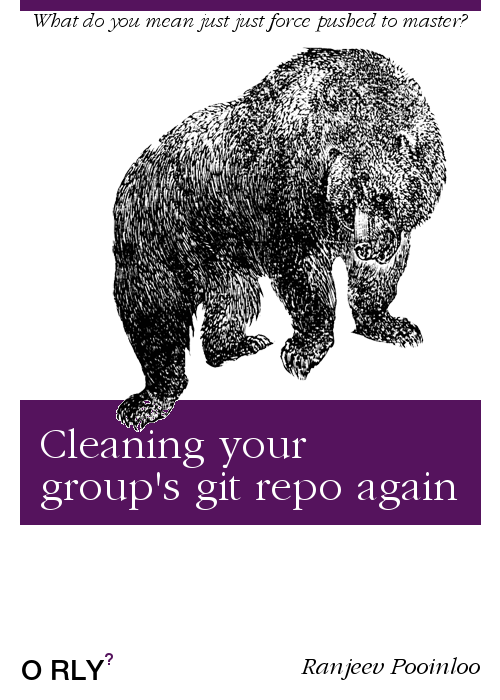 What do you mean just just force pushed to master?
Cleaning your
group's git repo again
O RLY?
Ranjeev Pooinloo